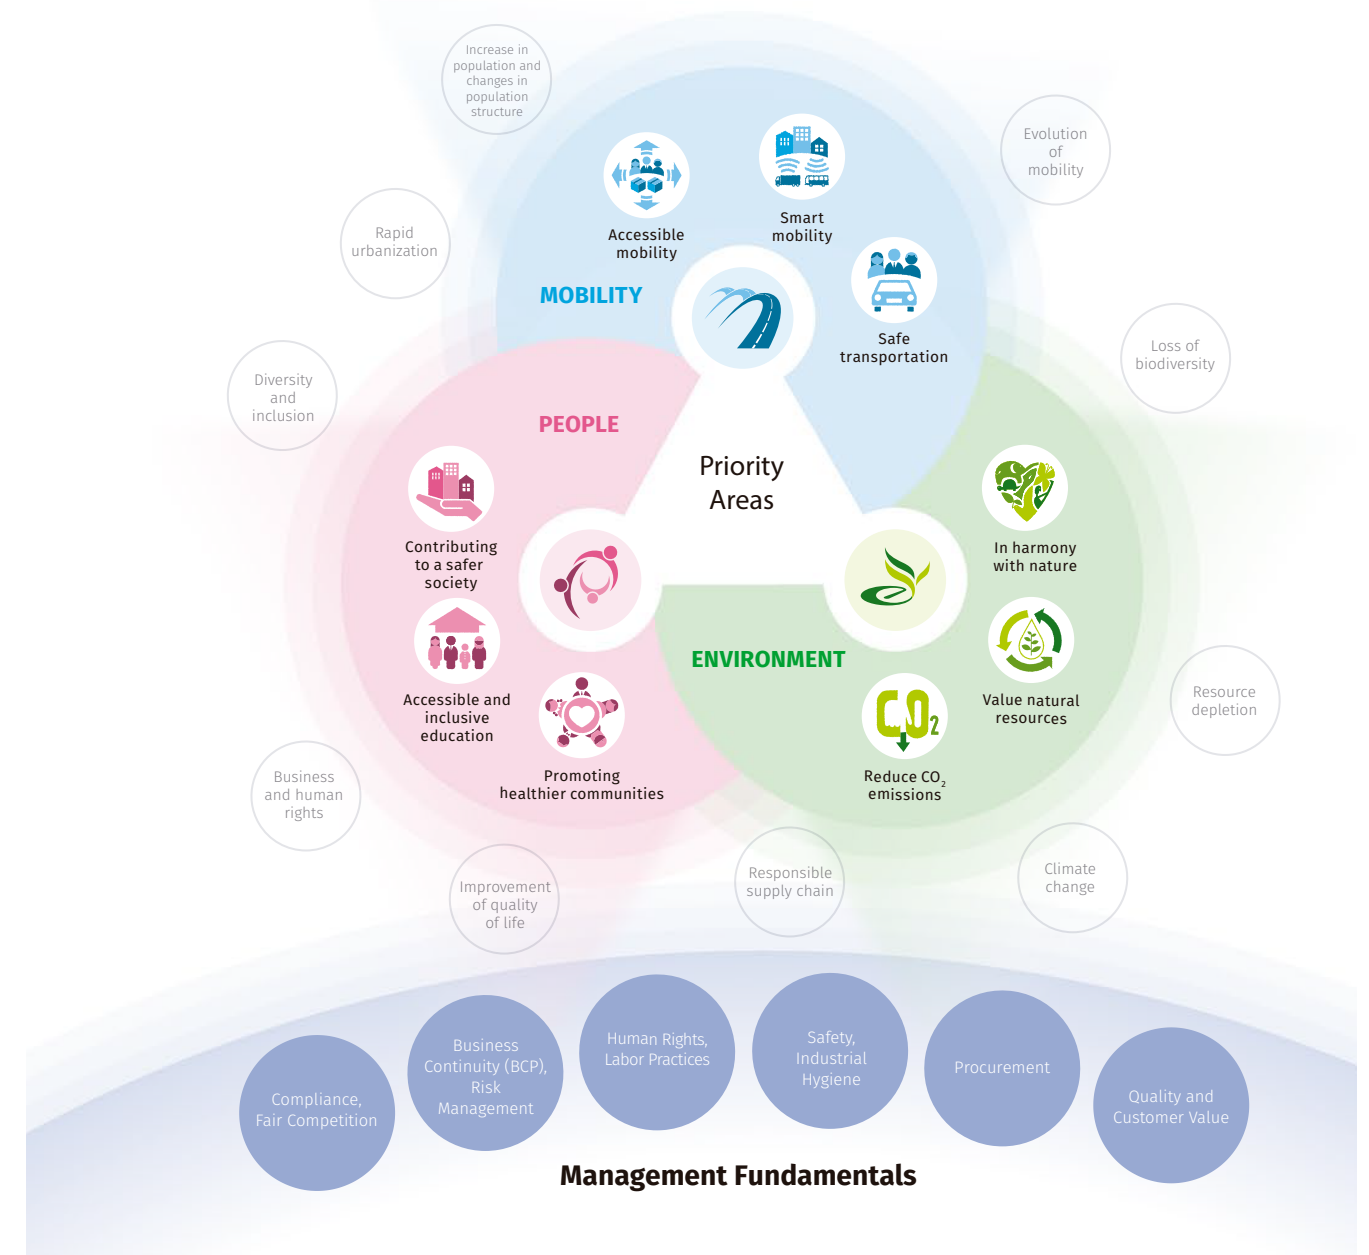 Increase in
population and
changes in
population
structure
Evolution
of
mobility
Rapid
urbanization
Diversity
and
inclusion
Loss of
biodiversity
Accessible
mobility
Smart
mobility
Safe
transportation
MOBILITY
PEOPLE
Priority
Areas
Contributing
to a safer
society
Accessible and
inclusive
education
Promoting
healthier communities
ENVIRONMENT
In harmony
with nature
Value natural
resources
CO2
Reduce CO2
emissions
Resource
depletion
Business
and human
rights
Improvement
of quality
of life
Responsible
supply chain
Climate
change
Compliance,
Fair Competition
Business
Continuity (BCP),
Risk
Management
Human Rights,
Labor Practices
Safety,
Industrial
Hygiene
Procurement
Quality and
Customer Value
Management Fundamentals